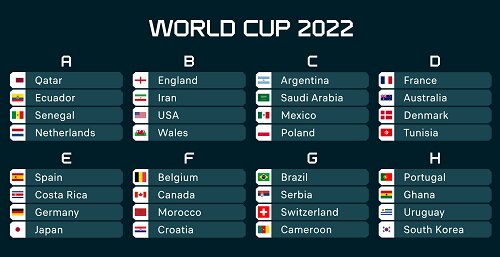 WORLD CUP 2022
A
Qatar
Ecuador
Senegal
Netherlands
B
England
Iran
USA
Wales
C
Argentina
Saudi Arabia
Mexico
Poland
D
France
Australia
Denmark
Tunisia
E
Spain
Costa Rica
Germany
Japan
F
Belgium
Canada
Morocco
Croatia
G
Brazil
Serbia
Switzerland
Cameroon
H
Portugal
Ghana
Uruguay
South Korea